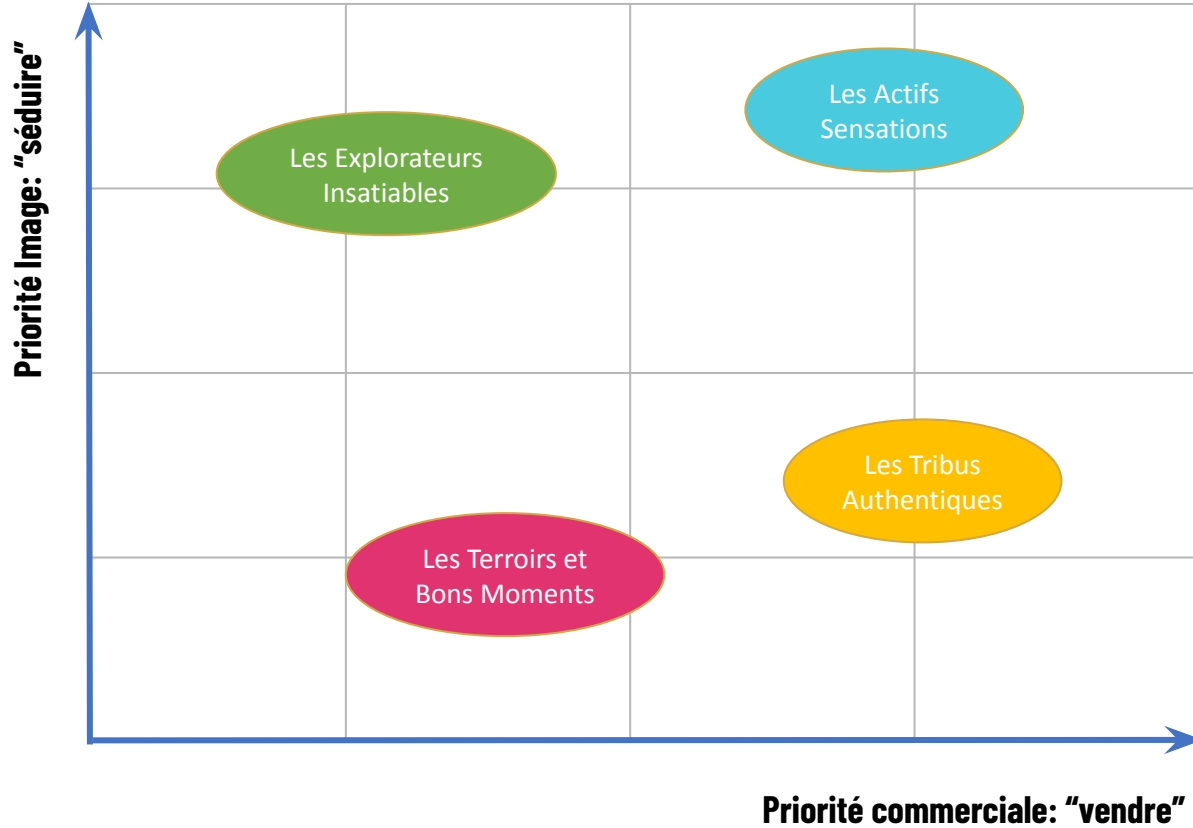 Priorité Image: “séduire”
Les Actifs
Sensations
Les Explorateurs
Insatiables
Les Tribus
Authentiques
Les Terroirs et
Bons Moments
Priorité commerciale: “vendre”